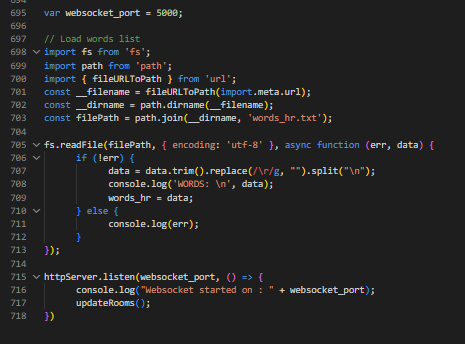 694
695 var websocket_port = 5000;
696
697 // Load words list
698 import fs from 'fs';
699 import path from 'path';
700 import { fileURLToPath } from 'url';
701 const __filename = fileURLToPath(import.meta.url);
702 const __dirname = path.dirname(__filename);
703 const filePath = path.join(__dirname, 'words_hr.txt');
704
705 fs.readFile(filePath, { encoding: 'utf-8' }, async function (err, data) {
706 if (!err) {
707 data = data.trim().replace(/\r/g, "").split("\n");
708 console.log('WORDS: \n', data);
709 words_hr = data;
710 } else {
711 console.log(err);
712 }
713 });
714
715 httpServer.listen(websocket_port, () => {
716 console.log("Websocket started on : " + websocket_port);
717 updateRooms();
718 })